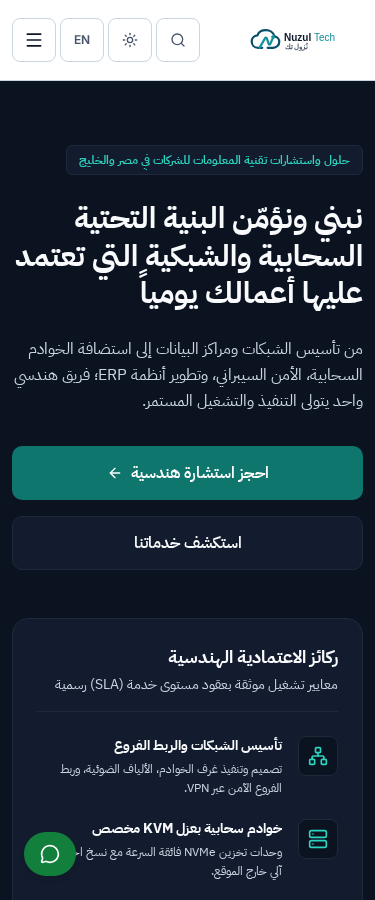 Nuzul Tech
نُزول تك
EN
حلول واستشارات تقنية المعلومات للشركات في مصر والخليج
نبني ونؤمّن البنية التحتية
السحابية والشبكية التي تعتمد
عليها أعمالك يومياً
من تأسيس الشبكات ومراكز البيانات إلى استضافة الخوادم
السحابية، الأمن السيبراني، وتطوير أنظمة ERP؛ فريق هندسي
واحد يتولى التنفيذ والتشغيل المستمر.
احجز استشارة هندسية ←
استكشف خدماتنا
ركائز الاعتمادية الهندسية
معايير تشغيل موثقة بعقود مستوى خدمة (SLA) رسمية
تأسيس الشبكات والربط الفروع
تصميم وتنفيذ غرف الخوادم، الألياف الضوئية، وربط
الفروع الآمن عبر VPN.
خوادم سحابية بعزل KVM مخصص
وحدات تخزين NVMe فائقة السرعة مع نسخ
آلي خارج الموقع.